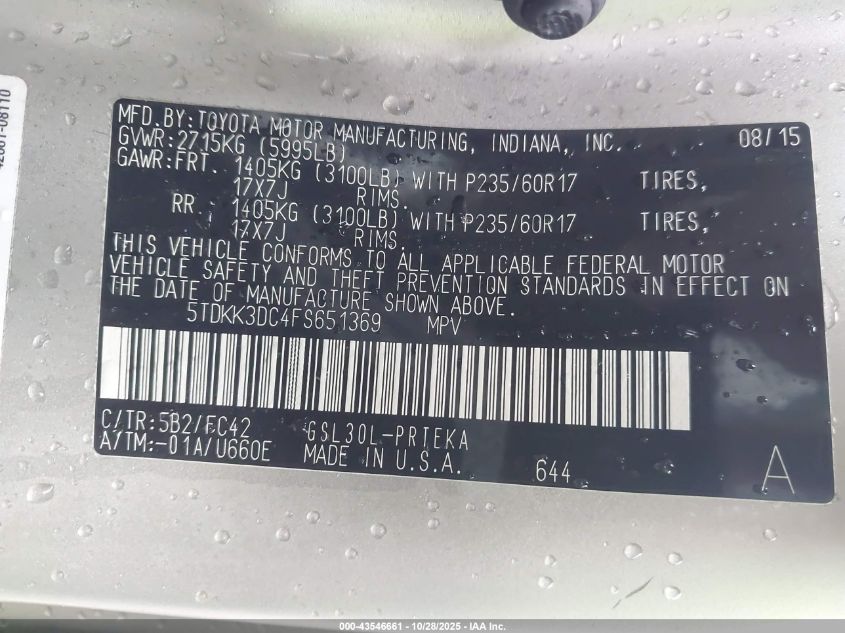 MFD.BY:TOYOTA MOTOR MANUFACTURING, INDIANA, INC. 08/15
GVWR:2715KG (5995LB)
GAWR:FRT. 1405KG (3100LB) WITH P235/60R17 TIRES,
17X7J RIMS.
RR. 1405KG (3100LB) WITH P235/60R17 TIRES,
17X7J RIMS.
THIS VEHICLE CONFORMS TO ALL APPLICABLE FEDERAL MOTOR
VEHICLE SAFETY AND THEFT PREVENTION STANDARDS IN EFFECT ON
THE DATE OF MANUFACTURE SHOWN ABOVE.
5TDKK3DC4FS651369 MPV
C/TR:5B2/FC42 GSL30L-PRTEKA
A/TM:-01A/U660E MADE IN U.S.A. 644 A
000-43546661 | 10/28/2025 - IAA Inc.